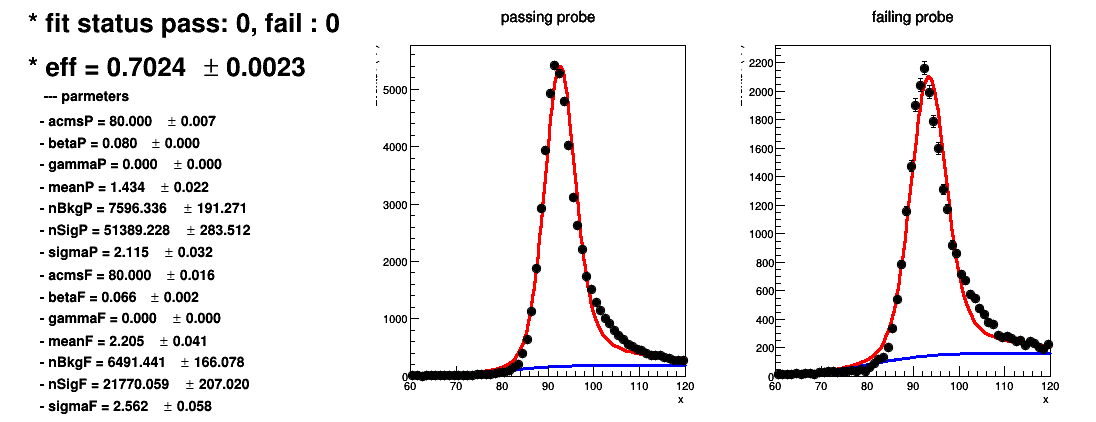 * fit status pass: 0, fail : 0
* eff = 0.7024 ± 0.0023
--- parmeters
- acmsP = 80.000 ± 0.007
- betaP = 0.080 ± 0.000
- gammaP = 0.000 ± 0.000
- meanP = 1.434 ± 0.022
- nBkgP = 7596.336 ± 191.271
- nSigP = 51389.228 ± 283.512
- sigmaP = 2.115 ± 0.032
- acmsF = 80.000 ± 0.016
- betaF = 0.066 ± 0.002
- gammaF = 0.000 ± 0.000
- meanF = 2.205 ± 0.041
- nBkgF = 6491.441 ± 166.078
- nSigF = 21770.059 ± 207.020
- sigmaF = 2.562 ± 0.058
passing probe
5000
4000
3000
2000
1000
0
60 70 80 90 100 110 120
x
failing probe
2200
2000
1800
1600
1400
1200
1000
800
600
400
200
0
60 70 80 90 100 110 120
x